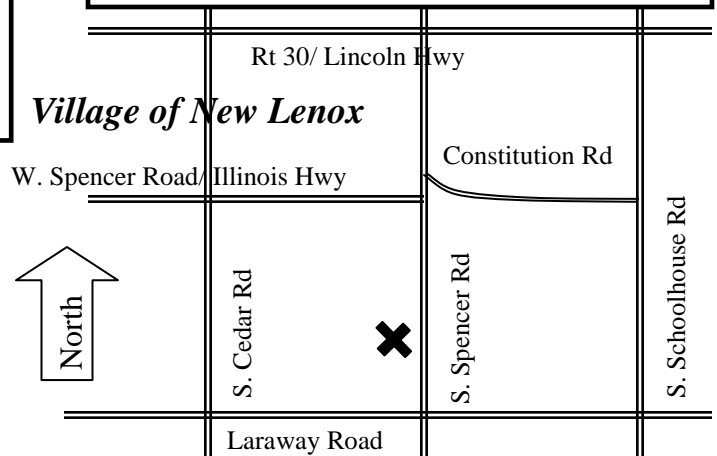 Rt 30/ Lincoln Hwy
Village of New Lenox
Constitution Rd
W. Spencer Road/ Illinois Hwy
North
S. Cedar Rd
S. Spencer Rd
S. Schoolhouse Rd
Laraway Road